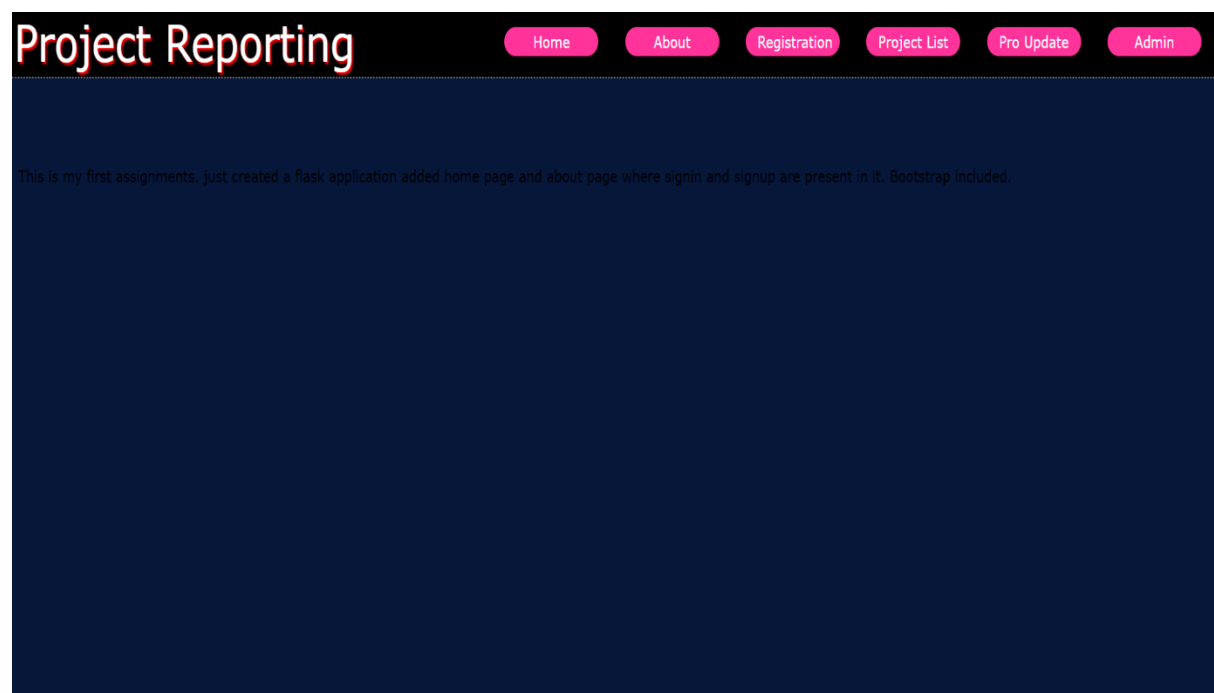 Project Reporting
Home About Registration Project List Pro Update Admin
This is my first assignments. just created a flask application added home page and about page where signin and signup are present in it. Bootstrap included.